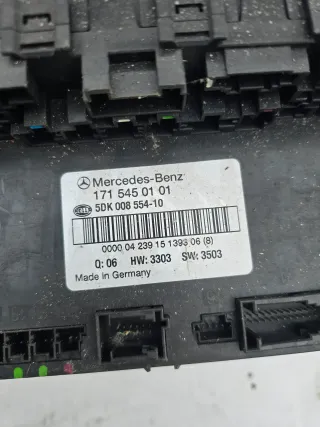 Mercedes-Benz
171 545 01 01
HELLA 5DK 008 554-10
0000 04 239 15 1393 06 (8)
Q: 06 HW: 3303 SW: 3503
Made in Germany